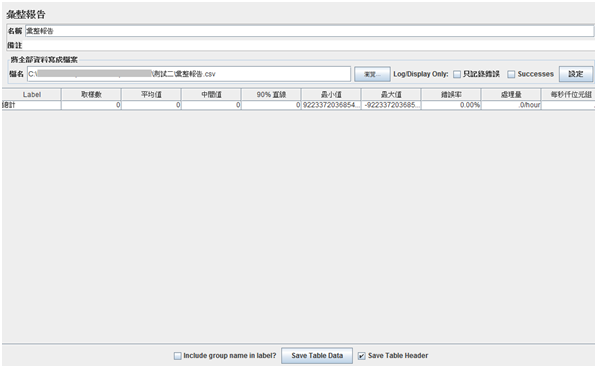 彙整報告
名稱 彙整報告
備註
將全部資料寫成檔案
檔名 C:\ \測試二\彙整報告.csv 瀏覽... Log/Display Only: 只記錄錯誤 Successes 設定
Label 取樣數 平均值 中間值 90% 百線 最小值 最大值 錯誤率 處理量 每秒仟位元組
總計 0 0 0 0 9223372036854... -922337203685... 0.00% .0/hour
Include group name in label? Save Table Data Save Table Header